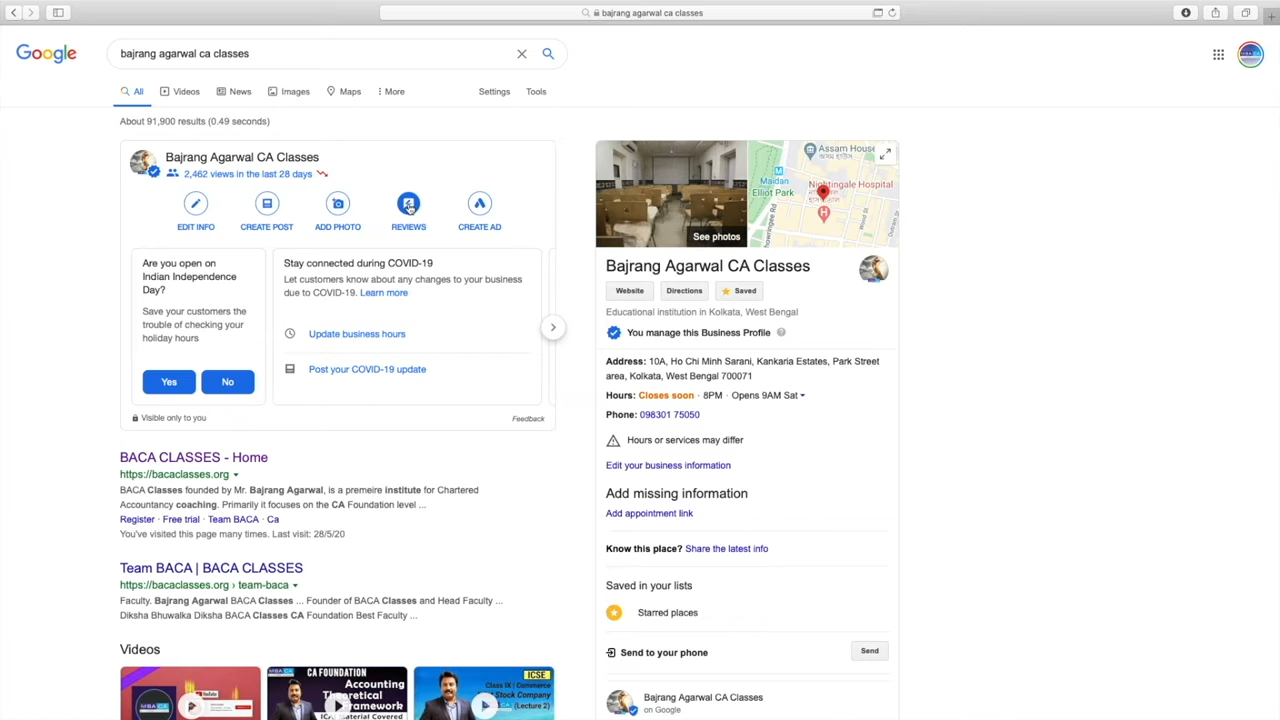 bajrang agarwal ca classes
Google
bajrang agarwal ca classes
All
Videos
News
Images
Maps
More
Settings
Tools
About 91,900 results (0.49 seconds)
Bajrang Agarwal CA Classes
2,462 views in the last 28 days
EDIT INFO
CREATE POST
ADD PHOTO
REVIEWS
CREATE AD
Are you open on
Indian Independence
Day?
Save your customers the
trouble of checking your
holiday hours
Yes
No
Stay connected during COVID-19
Let customers know about any changes to your business
due to COVID-19. Learn more
Update business hours
Post your COVID-19 update
Visible only to you
Feedback
BACA CLASSES - Home
https://bacaclasses.org
BACA Classes founded by Mr. Bajrang Agarwal, is a premeire institute for Chartered
Accountancy coaching. Primarily it focuses on the CA Foundation level ...
Register · Free trial · Team BACA · Ca
You've visited this page many times. Last visit: 28/5/20
Team BACA | BACA CLASSES
https://bacaclasses.org › team-baca
Faculty. Bajrang Agarwal BACA Classes ... Founder of BACA Classes and Head Faculty ...
Diksha Bhuwalka Diksha BACA Classes CA Foundation Best Faculty ...
Videos
MBACA
CA FOUNDATION
Accounting
Theoretical
Framework
ICAI Material Covered
ICSE
Class IX | Commerce
Stock Company
(Lecture 2)
See photos
Assam House
Maidan
Elliot Park
Nightingale Hospital
Bajrang Agarwal CA Classes
Website
Directions
Saved
Educational institution in Kolkata, West Bengal
You manage this Business Profile
Address: 10A, Ho Chi Minh Sarani, Kankaria Estates, Park Street
area, Kolkata, West Bengal 700071
Hours: Closes soon · 8PM · Opens 9AM Sat
Phone: 098301 75050
Hours or services may differ
Edit your business information
Add missing information
Add appointment link
Know this place? Share the latest info
Saved in your lists
Starred places
Send to your phone
Send
Bajrang Agarwal CA Classes
on Google